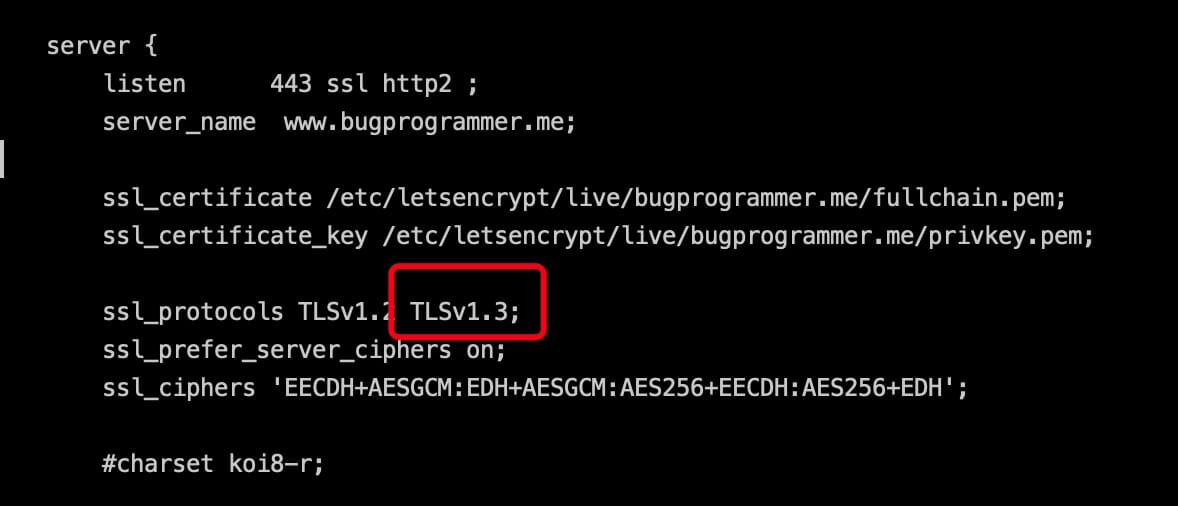 server {
listen 443 ssl http2 ;
server_name www.bugprogrammer.me;
ssl_certificate /etc/letsencrypt/live/bugprogrammer.me/fullchain.pem;
ssl_certificate_key /etc/letsencrypt/live/bugprogrammer.me/privkey.pem;
ssl_protocols TLSv1.2 TLSv1.3;
ssl_prefer_server_ciphers on;
ssl_ciphers 'EECDH+AESGCM:EDH+AESGCM:AES256+EECDH:AES256+EDH';
#charset koi8-r;